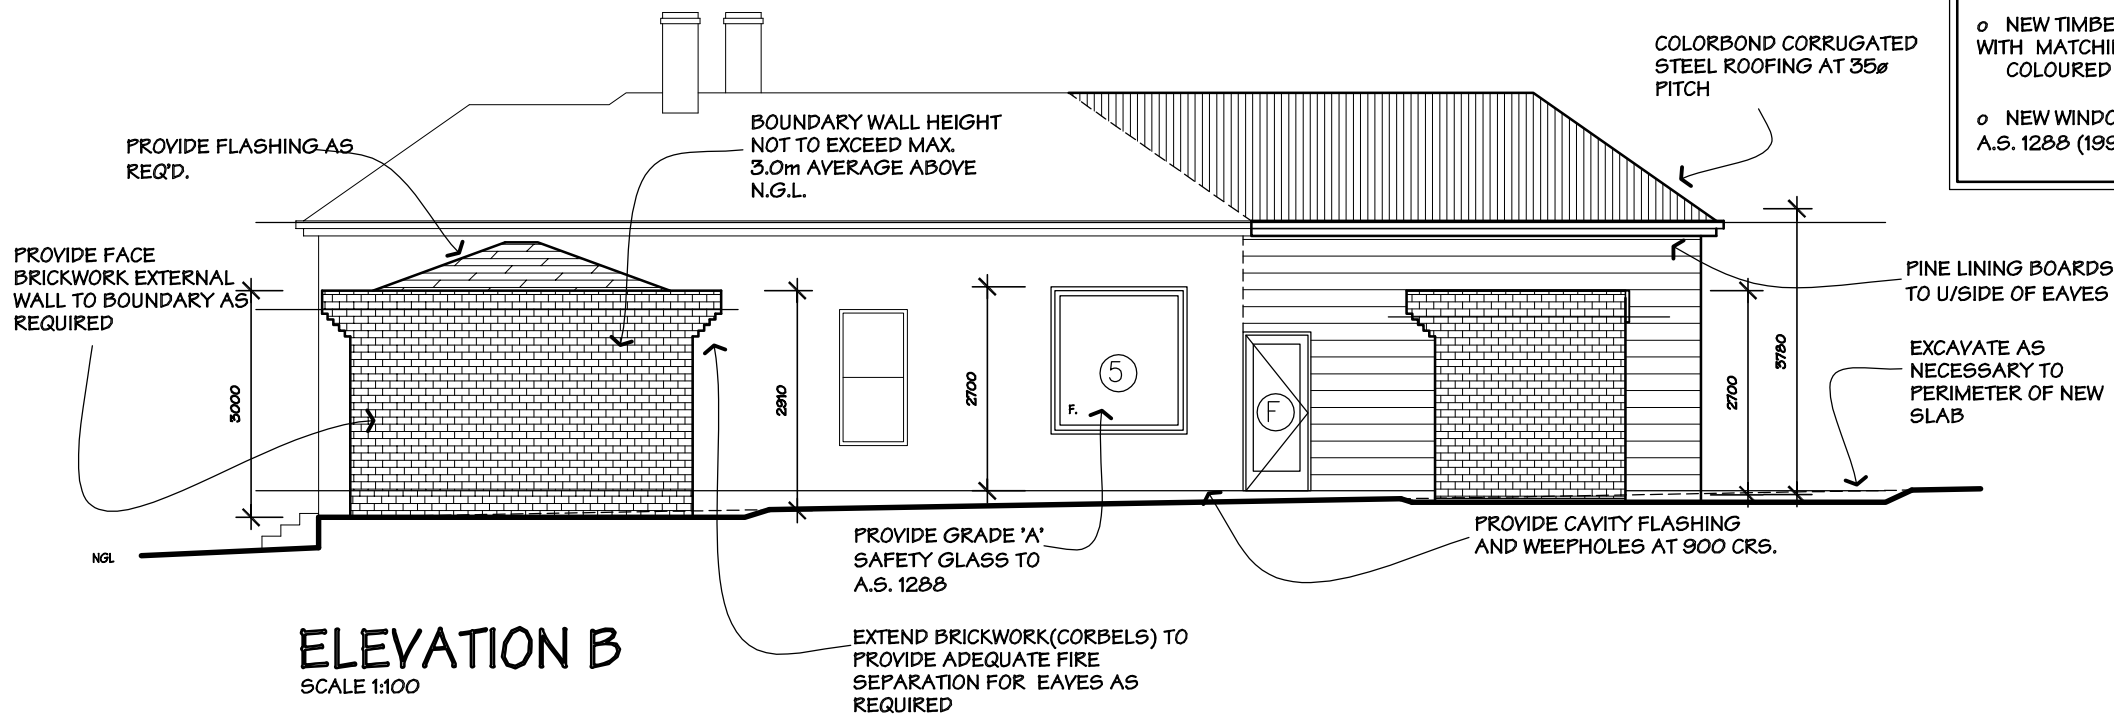 o NEW TIMBE
WITH MATCHI
COLOURED
o NEW WINDO
A.S. 1288 (199
COLORBOND CORRUGATED
STEEL ROOFING AT 35ø
PITCH
BOUNDARY WALL HEIGHT
NOT TO EXCEED MAX.
3.0m AVERAGE ABOVE
N.G.L.
PROVIDE FLASHING AS
REQ'D.
PROVIDE FACE
BRICKWORK EXTERNAL
WALL TO BOUNDARY AS
REQUIRED
PINE LINING BOARDS
TO U/SIDE OF EAVES
EXCAVATE AS
NECESSARY TO
PERIMETER OF NEW
SLAB
3000
2910
2700
5
F.
F
2700
3780
NGL
PROVIDE GRADE 'A'
SAFETY GLASS TO
A.S. 1288
PROVIDE CAVITY FLASHING
AND WEEPHOLES AT 900 CRS.
EXTEND BRICKWORK(CORBELS) TO
PROVIDE ADEQUATE FIRE
SEPARATION FOR EAVES AS
REQUIRED
ELEVATION B
SCALE 1:100